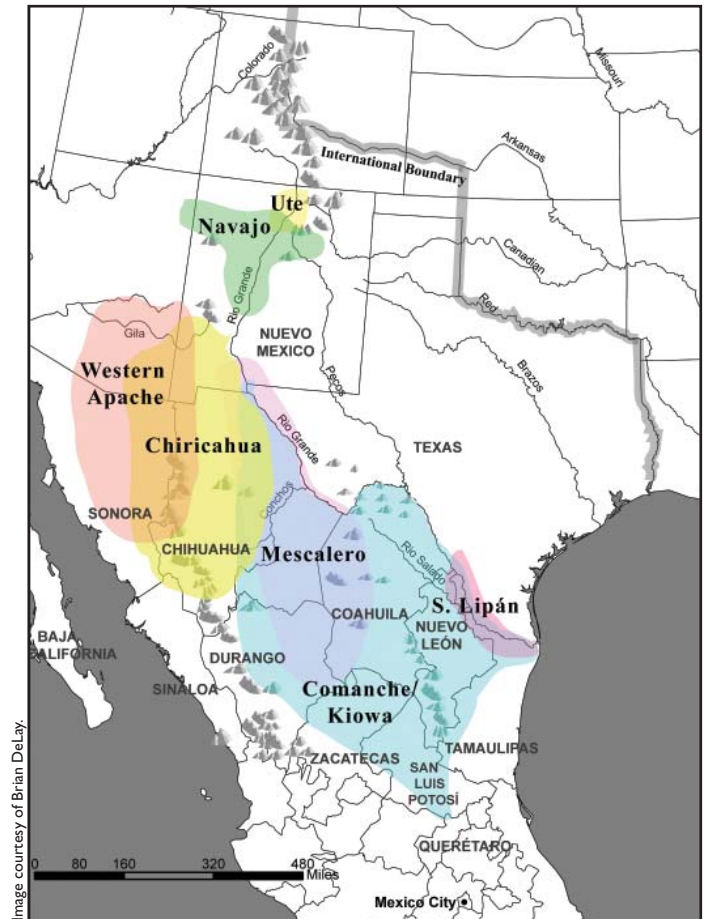 Colorado
Missouri
Arkansas
International Boundary
Ute
Navajo
Canadian
Rio Grande
Red
Gila
NUEVO
MEXICO
Western
Apache
Pecos
Brazos
Chiricahua
Rio Grande
TEXAS
Conchos
SONORA
CHIHUAHUA
Mescalero
Rio Salado
S. Lipán
COAHUILA
NUEVO
LEÓN
BAJA
CALIFORNIA
DURANGO
SINALOA
Comanche/
Kiowa
TAMAULIPAS
ZACATECAS
SAN
LUIS
POTOSÍ
QUERÉTARO
0 80 160 320 480
Miles
Mexico City
Image courtesy of Brian DeLay.